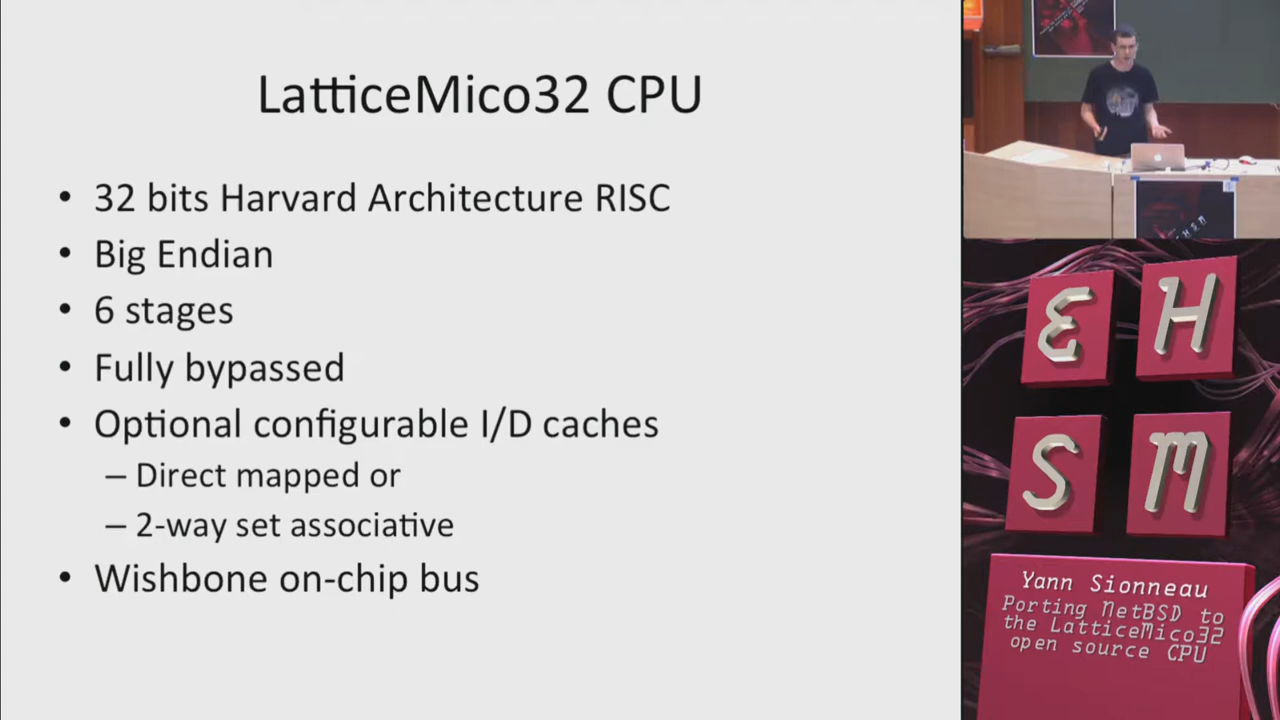 LatticeMico32 CPU
• 32 bits Harvard Architecture RISC
• Big Endian
• 6 stages
• Fully bypassed
• Optional configurable I/D caches
– Direct mapped or
– 2-way set associative
• Wishbone on-chip bus
E H
S M
Yann Sionneau
Porting NetBSD to
the LatticeMico32
open source CPU